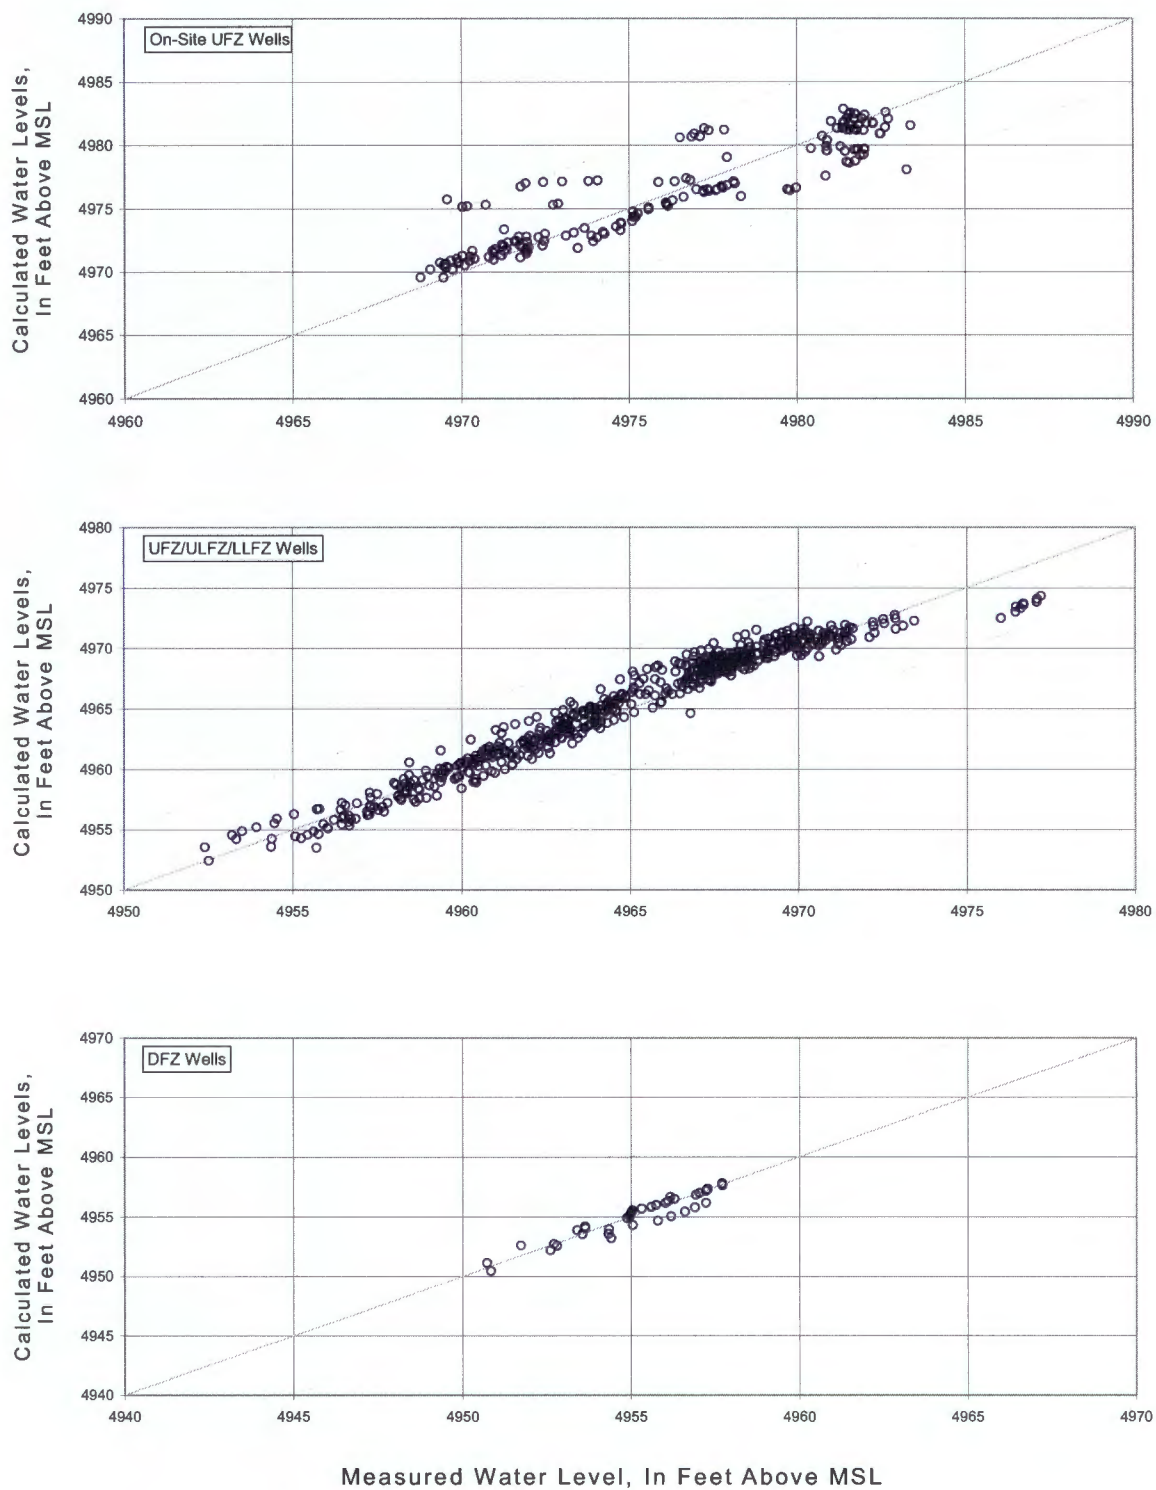 On-Site UFZ Wells
Calculated Water Levels,
In Feet Above MSL
4990
4985
4980
4975
4970
4965
4960
4960 4965 4970 4975 4980 4985 4990
UFZ/ULFZ/LLFZ Wells
Calculated Water Levels,
In Feet Above MSL
4980
4975
4970
4965
4960
4955
4950
4950 4955 4960 4965 4970 4975 4980
DFZ Wells
Calculated Water Levels,
In Feet Above MSL
4970
4965
4960
4955
4950
4945
4940
4940 4945 4950 4955 4960 4965 4970
Measured Water Level, In Feet Above MSL